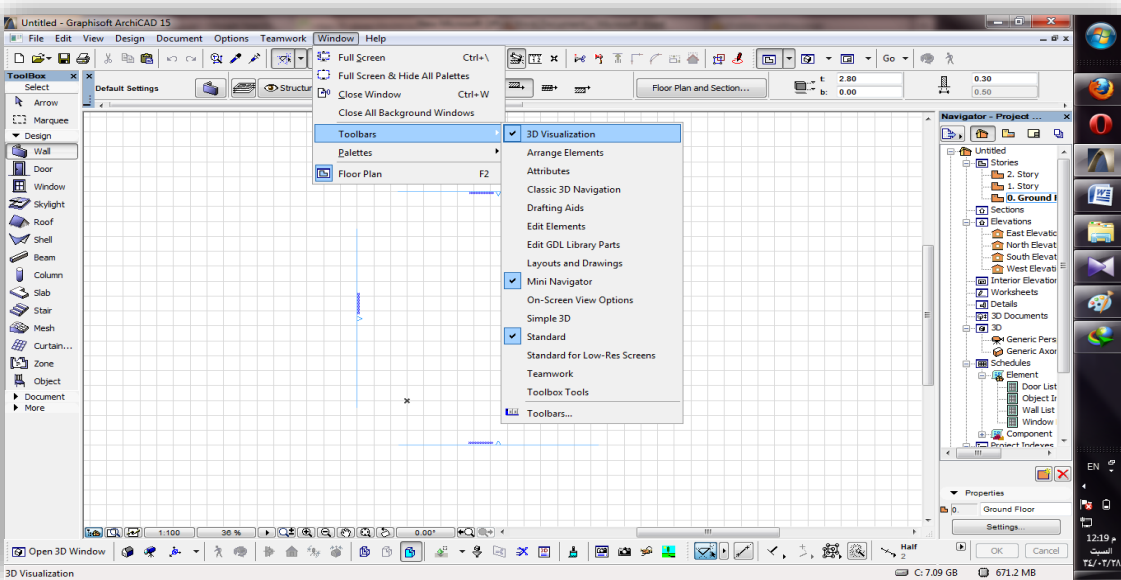 Untitled - Graphisoft ArchiCAD 15
File Edit View Design Document Options Teamwork Window Help
Go
ToolBox
Select
Arrow
Marquee
Design
Wall
Door
Window
Skylight
Roof
Shell
Beam
Column
Slab
Stair
Mesh
Curtain...
Zone
Object
Document
More
Default Settings
Structur
Full Screen Ctrl+\
Full Screen & Hide All Palettes
Close Window Ctrl+W
Close All Background Windows
Toolbars
Palettes
Floor Plan F2
3D Visualization
Arrange Elements
Attributes
Classic 3D Navigation
Drafting Aids
Edit Elements
Edit GDL Library Parts
Layouts and Drawings
Mini Navigator
On-Screen View Options
Simple 3D
Standard
Standard for Low-Res Screens
Teamwork
Toolbox Tools
Toolbars...
Floor Plan and Section...
t: 2.80
b: 0.00
0.30
0.50
Navigator - Project ...
Untitled
Stories
2. Story
1. Story
0. Ground
Sections
Elevations
East Elevatic
North Elevat
South Elevat
West Elevati
Interior Elevation
Worksheets
Details
3D Documents
3D
Generic Pers
Generic Axor
Schedules
Element
Door List
Object Ir
Wall List
Window
Component
Project Indexes
Properties
0. Ground Floor
Settings...
1:100 36 % 0.00°
Open 3D Window
Half
2
OK Cancel
3D Visualization
C: 7.09 GB 671.2 MB
EN
12:19 م
السبت